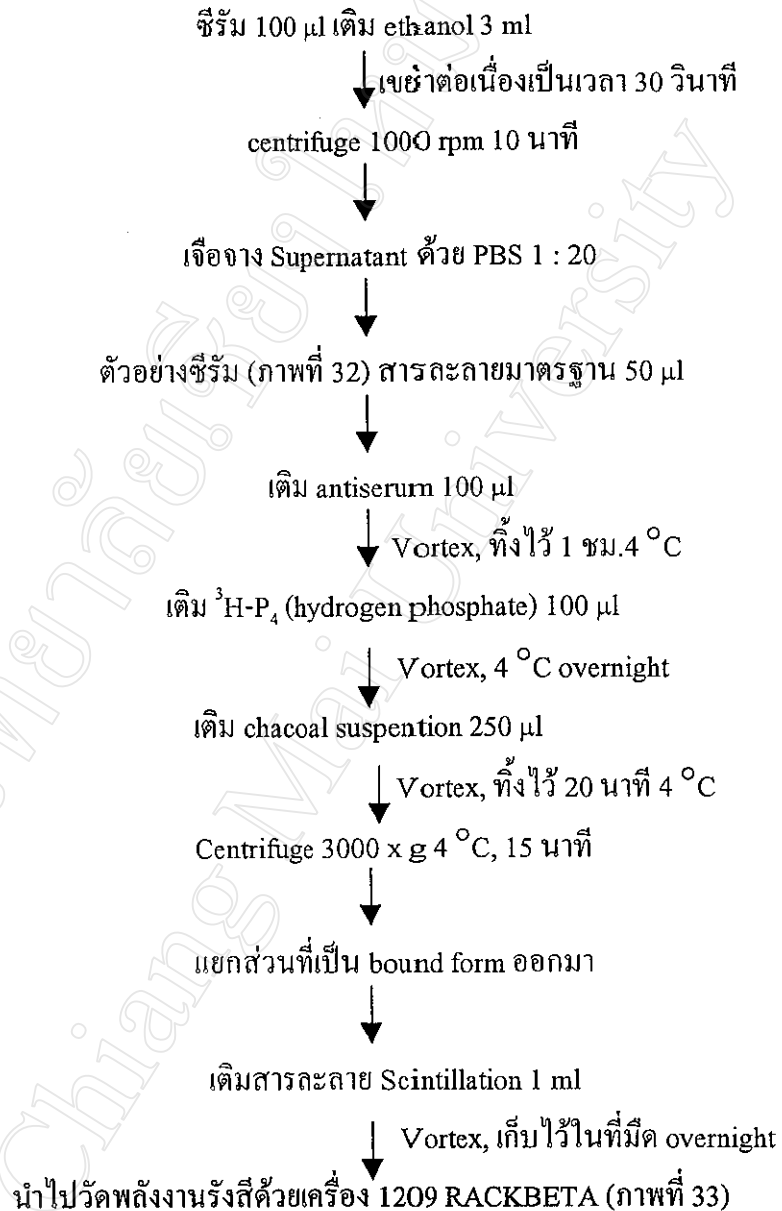 ซีรัม 100 µl เติม ethanol 3 ml
เขย่าต่อเนื่องเป็นเวลา 30 วินาที
centrifuge 1000 rpm 10 นาที
เจือจาง Supernatant ด้วย PBS 1 : 20
ตัวอย่างซีรัม (ภาพที่ 32) สารละลายมาตรฐาน 50 µl
เติม antiserum 100 µl
Vortex, ทิ้งไว้ 1 ชม.4 °C
เติม ³H-P₄ (hydrogen phosphate) 100 µl
Vortex, 4 °C overnight
เติม chacoal suspention 250 µl
Vortex, ทิ้งไว้ 20 นาที 4 °C
Centrifuge 3000 x g 4 °C, 15 นาที
แยกส่วนที่เป็น bound form ออกมา
เติมสารละลาย Scintillation 1 ml
Vortex, เก็บไว้ในที่มืด overnight
นำไปวัดพลังงานรังสีด้วยเครื่อง 1209 RACKBETA (ภาพที่ 33)
Chiang Mai University